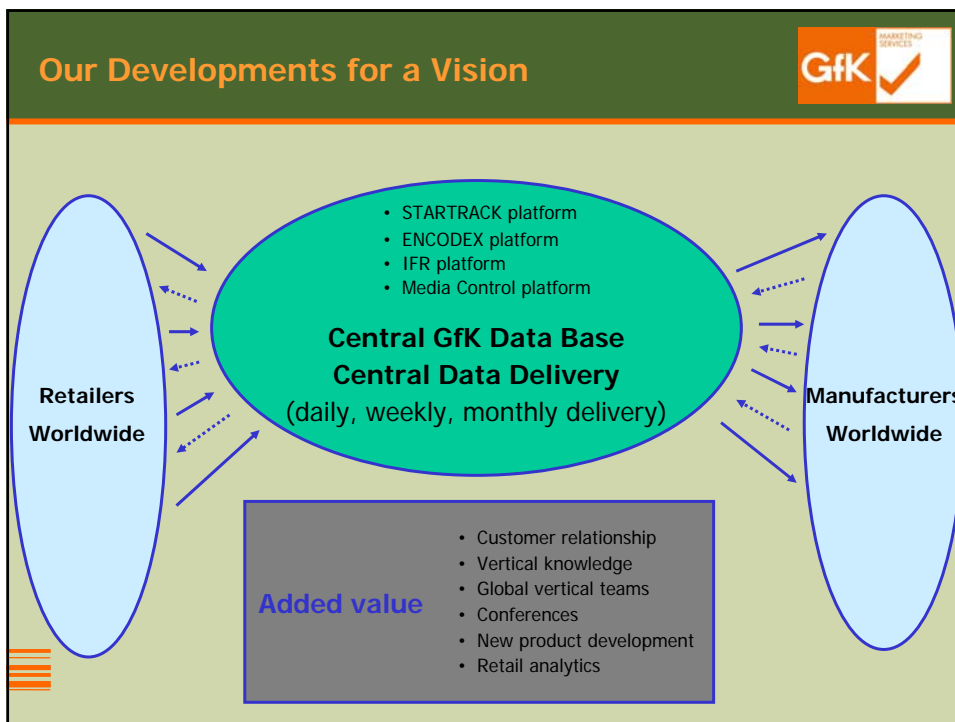 Our Developments for a Vision
MARKETING
SERVICES
GfK
• STARTRACK platform
• ENCODEX platform
• IFR platform
• Media Control platform
Central GfK Data Base
Central Data Delivery
(daily, weekly, monthly delivery)
Retailers
Worldwide
Manufacturers
Worldwide
Added value
• Customer relationship
• Vertical knowledge
• Global vertical teams
• Conferences
• New product development
• Retail analytics